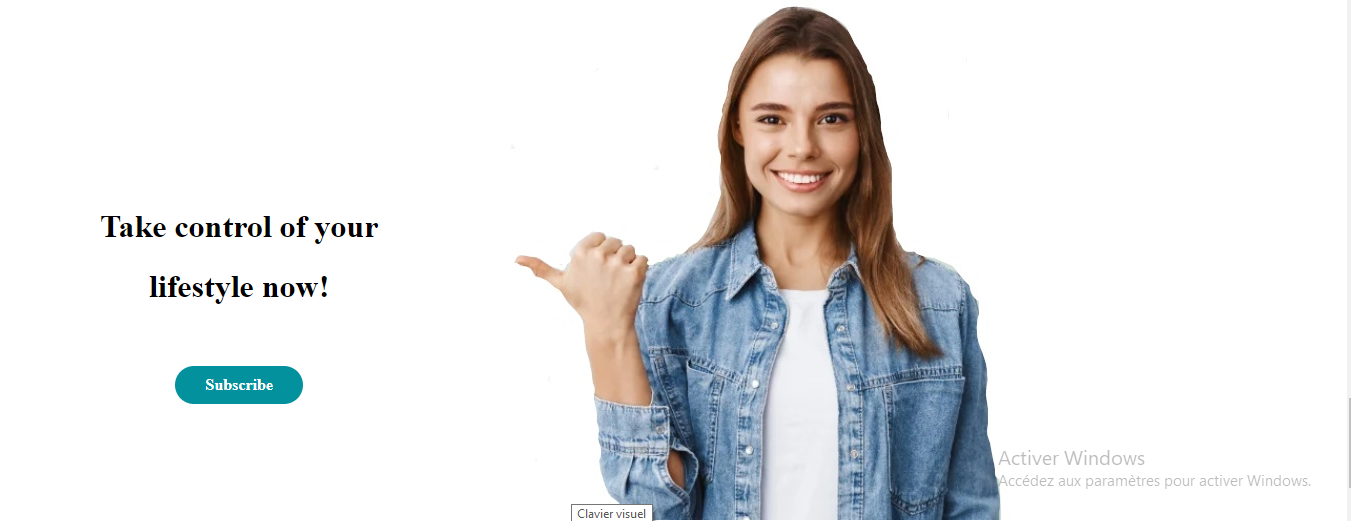 Take control of your
lifestyle now!
Subscribe
Activer Windows
Accédez aux paramètres pour activer Windows.
Clavier visuel